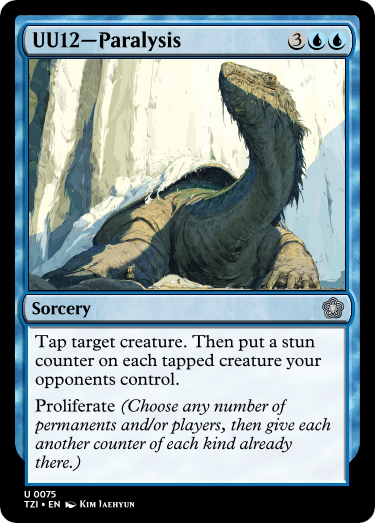 UU12—Paralysis 3
Sorcery
Tap target creature. Then put a stun
counter on each tapped creature your
opponents control.
Proliferate (Choose any number of
permanents and/or players, then give each
another counter of each kind already
there.)
U 0075
TZI • EN Kim Jaehyun